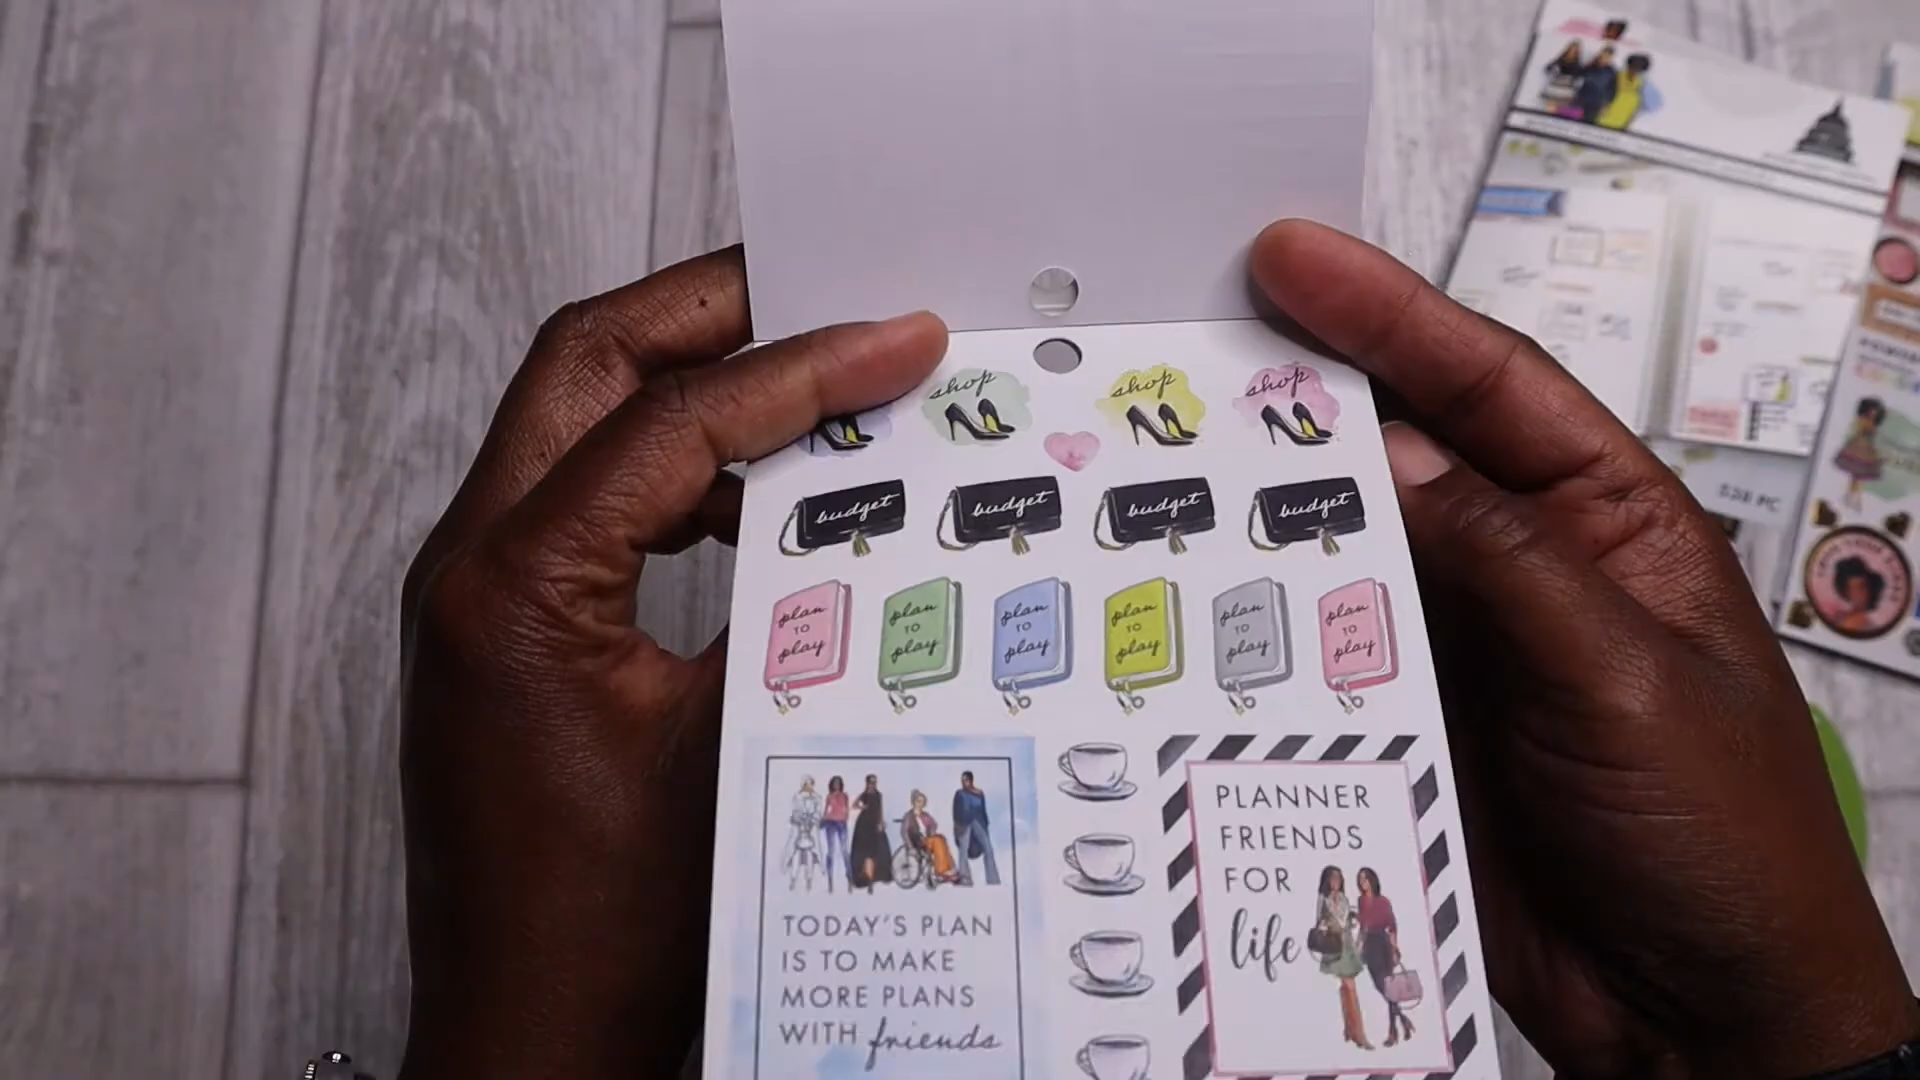 shop
shop
shop
budget
budget
budget
budget
plan
TO
play
plan
TO
play
plan
TO
play
plan
TO
play
plan
TO
play
plan
TO
play
TODAY'S PLAN
IS TO MAKE
MORE PLANS
WITH friends
PLANNER
FRIENDS
FOR
life